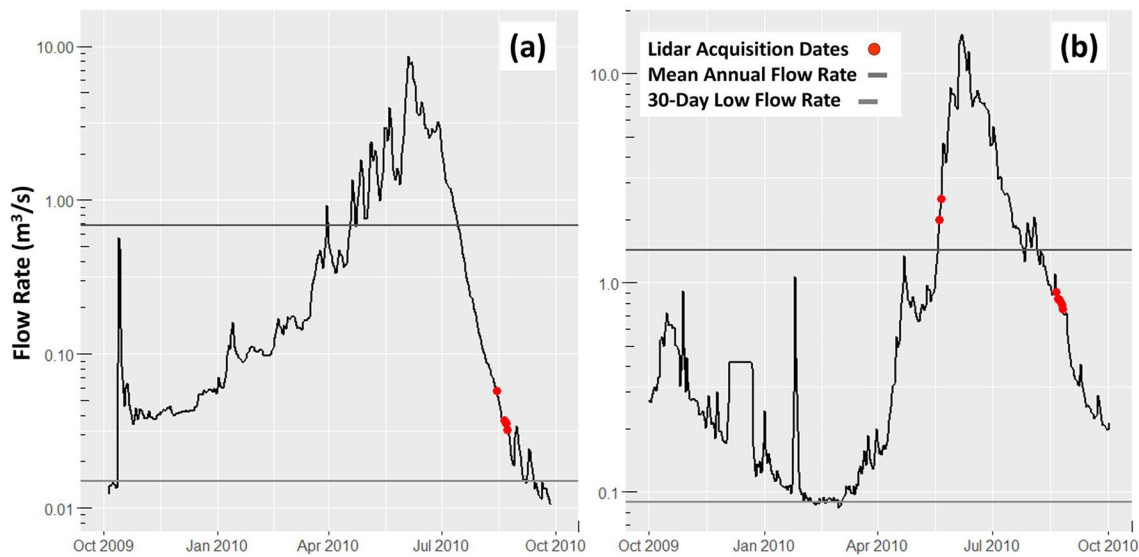 (a)
10.00
1.00
0.10
0.01
Flow Rate (m³/s)
Oct 2009
Jan 2010
Apr 2010
Jul 2010
Oct 2010
(b)
Lidar Acquisition Dates
Mean Annual Flow Rate
30-Day Low Flow Rate
10.0
1.0
0.1
Oct 2009
Jan 2010
Apr 2010
Jul 2010
Oct 2010